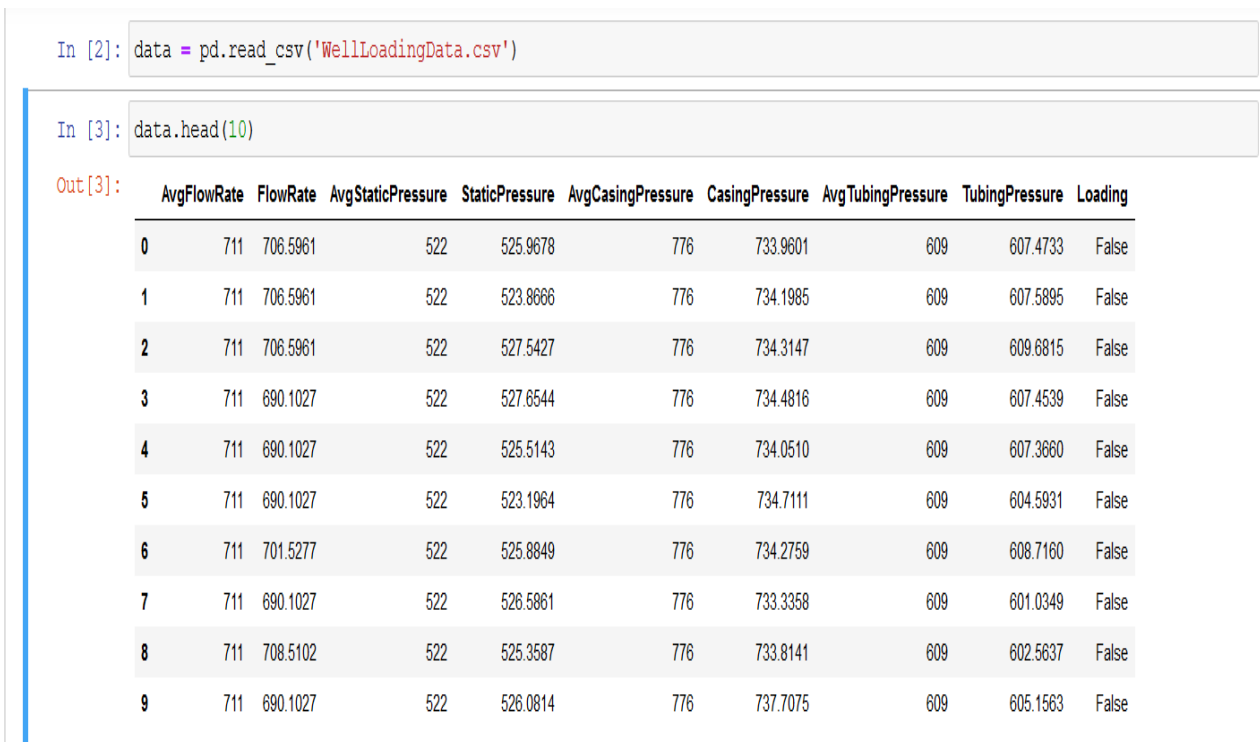 In [2]: data = pd.read_csv('WellLoadingData.csv')
In [3]: data.head(10)
Out[3]:
AvgFlowRate FlowRate AvgStaticPressure StaticPressure AvgCasingPressure CasingPressure AvgTubingPressure TubingPressure Loading
0 711 706.5961 522 525.9678 776 733.9601 609 607.4733 False
1 711 706.5961 522 523.8666 776 734.1985 609 607.5895 False
2 711 706.5961 522 527.5427 776 734.3147 609 609.6815 False
3 711 690.1027 522 527.6544 776 734.4816 609 607.4539 False
4 711 690.1027 522 525.5143 776 734.0510 609 607.3660 False
5 711 690.1027 522 523.1964 776 734.7111 609 604.5931 False
6 711 701.5277 522 525.8849 776 734.2759 609 608.7160 False
7 711 690.1027 522 526.5861 776 733.3358 609 601.0349 False
8 711 708.5102 522 525.3587 776 733.8141 609 602.5637 False
9 711 690.1027 522 526.0814 776 737.7075 609 605.1563 False